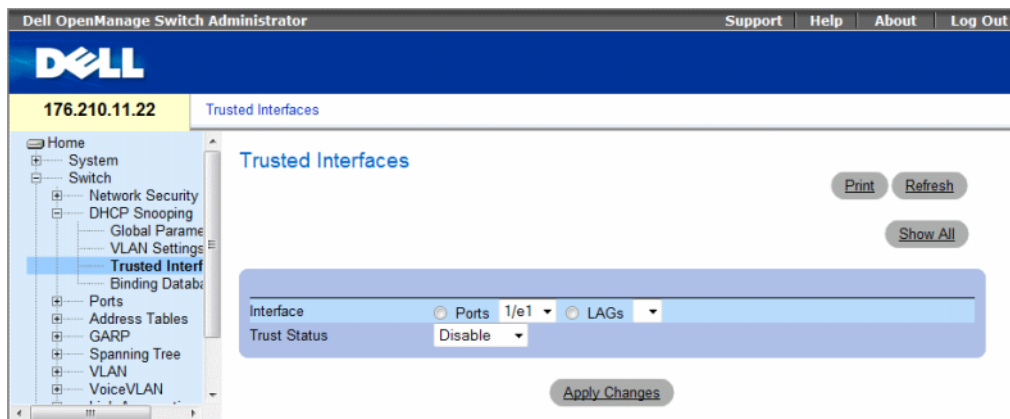 Dell OpenManage Switch Administrator
Support Help About Log Out
DELL
176.210.11.22
Trusted Interfaces
Home
System
Switch
Network Security
DHCP Snooping
Global Parame
VLAN Settings
Trusted Interf
Binding Databa
Ports
Address Tables
GARP
Spanning Tree
VLAN
VoiceVLAN
Trusted Interfaces
Print Refresh
Show All
Interface Ports 1/e1 LAGs
Trust Status Disable
Apply Changes